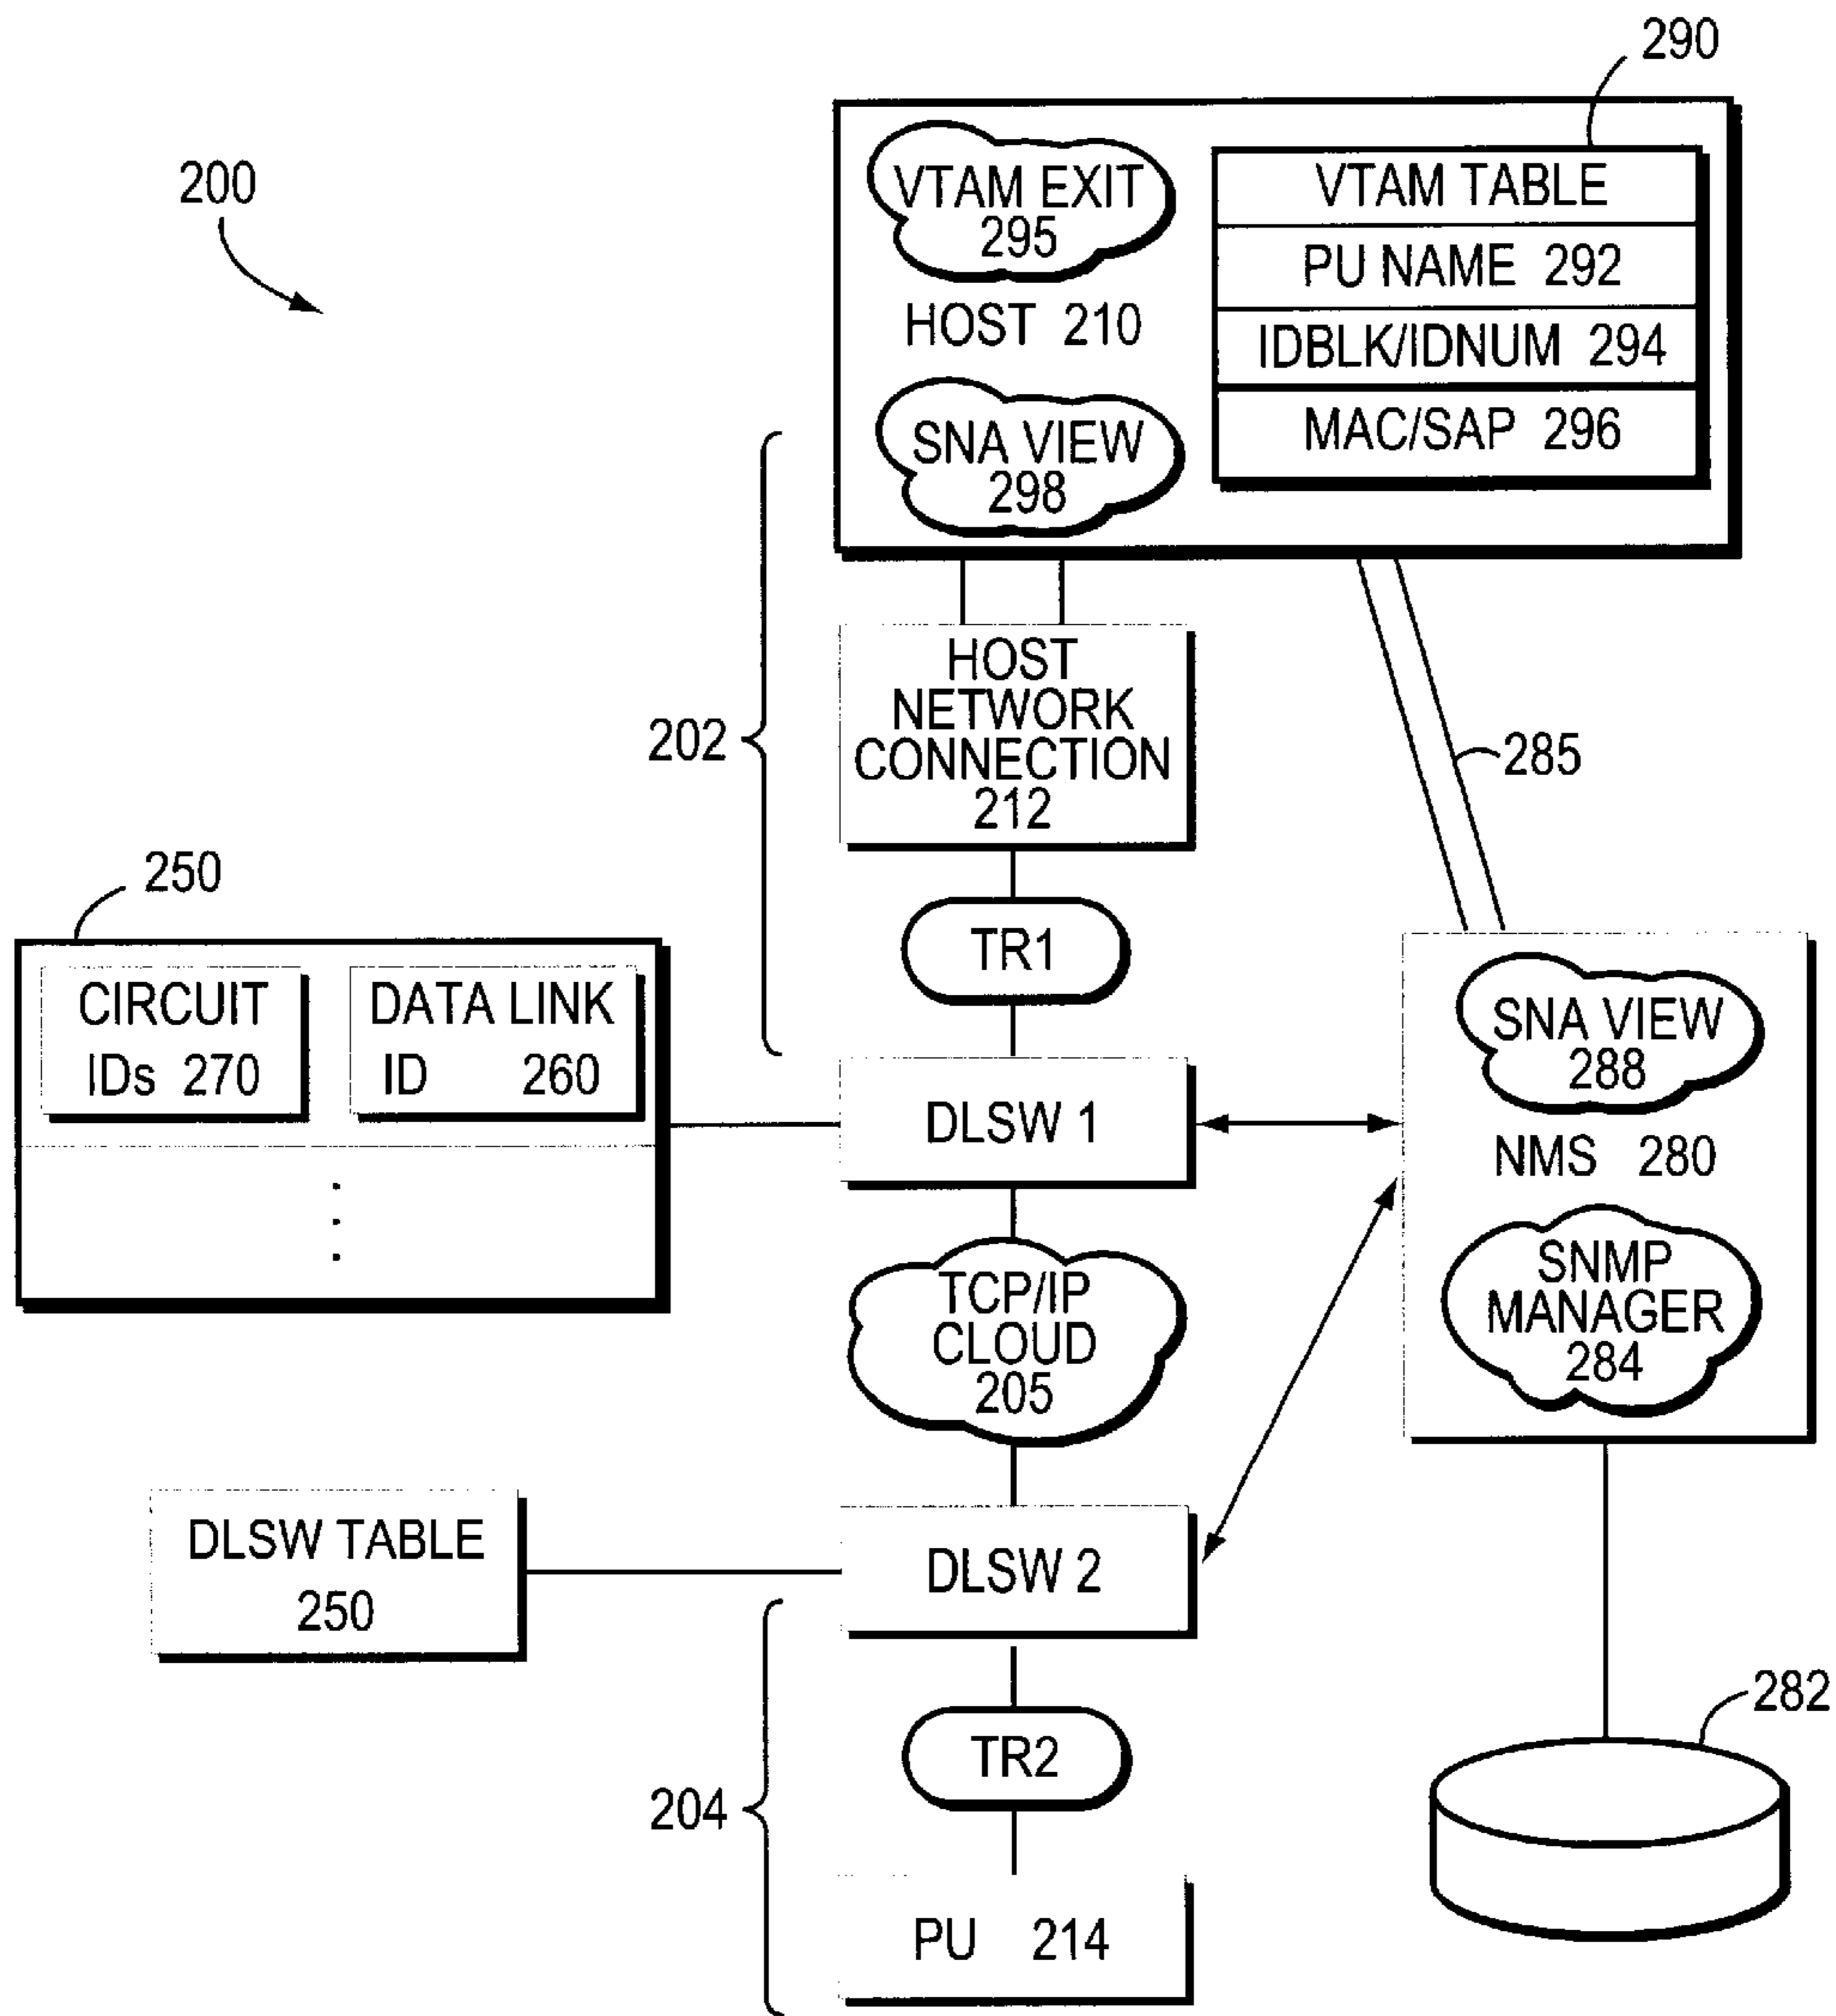 290
200
VTAM EXIT
295
HOST 210
SNA VIEW
298
VTAM TABLE
PU NAME 292
IDBLK/IDNUM 294
MAC/SAP 296
202
HOST
NETWORK
CONNECTION
212
285
250
TR1
CIRCUIT
IDs 270
DATA LINK
ID 260
DLSW 1
SNA VIEW
288
NMS 280
SNMP
MANAGER
284
TCP/IP
CLOUD
205
DLSW TABLE
250
DLSW 2
204
TR2
282
PU 214